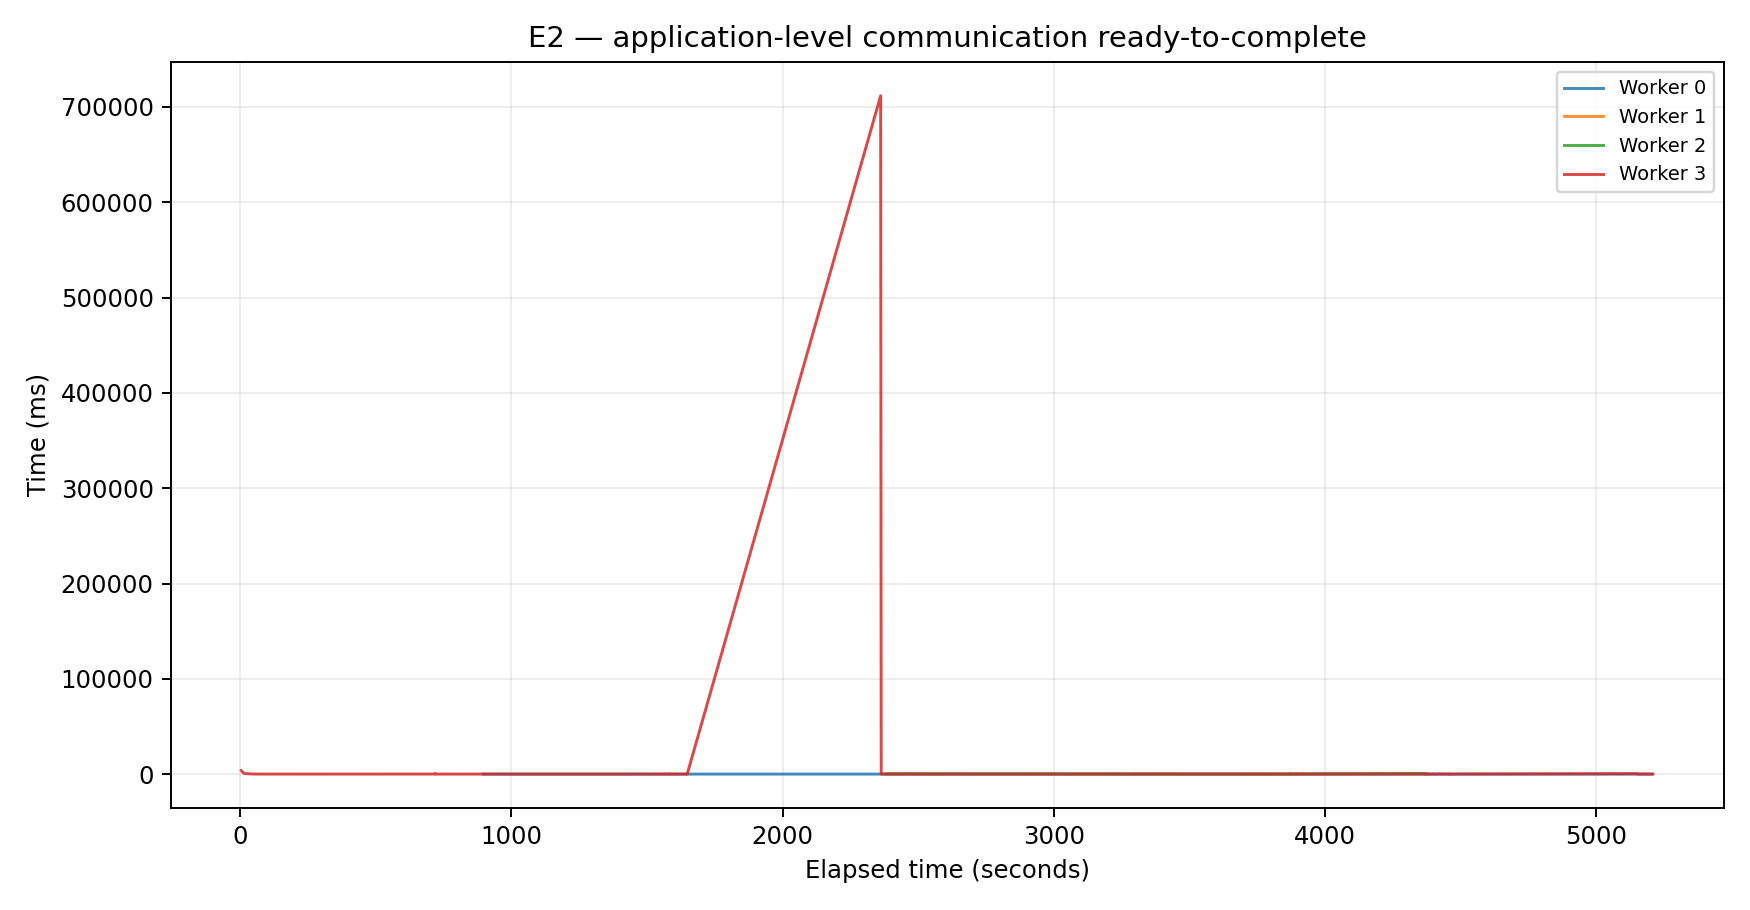 E2 — application-level communication ready-to-complete
Worker 0
Worker 1
Worker 2
Worker 3
700000
600000
500000
400000
300000
200000
100000
0
Time (ms)
0 1000 2000 3000 4000 5000
Elapsed time (seconds)